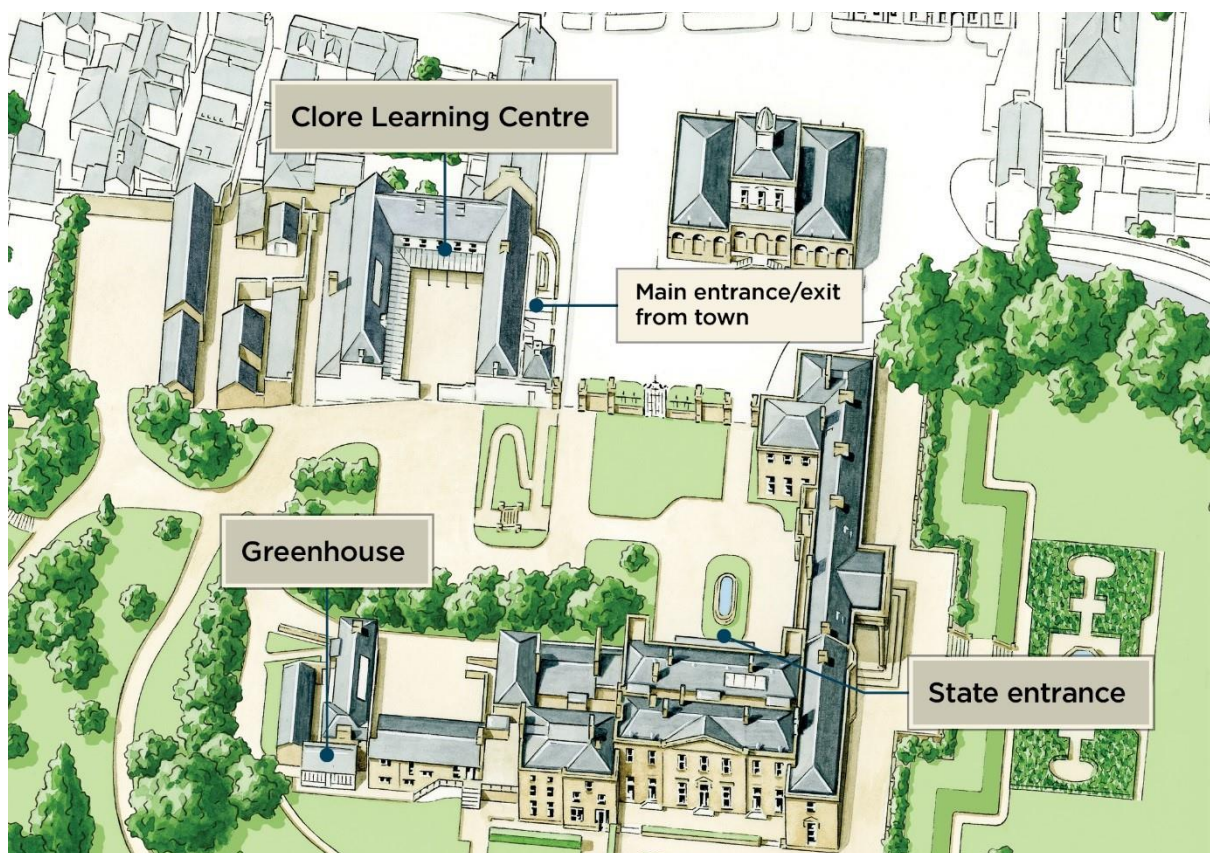 Clore Learning Centre
Main entrance/exit
from town
Greenhouse
State entrance